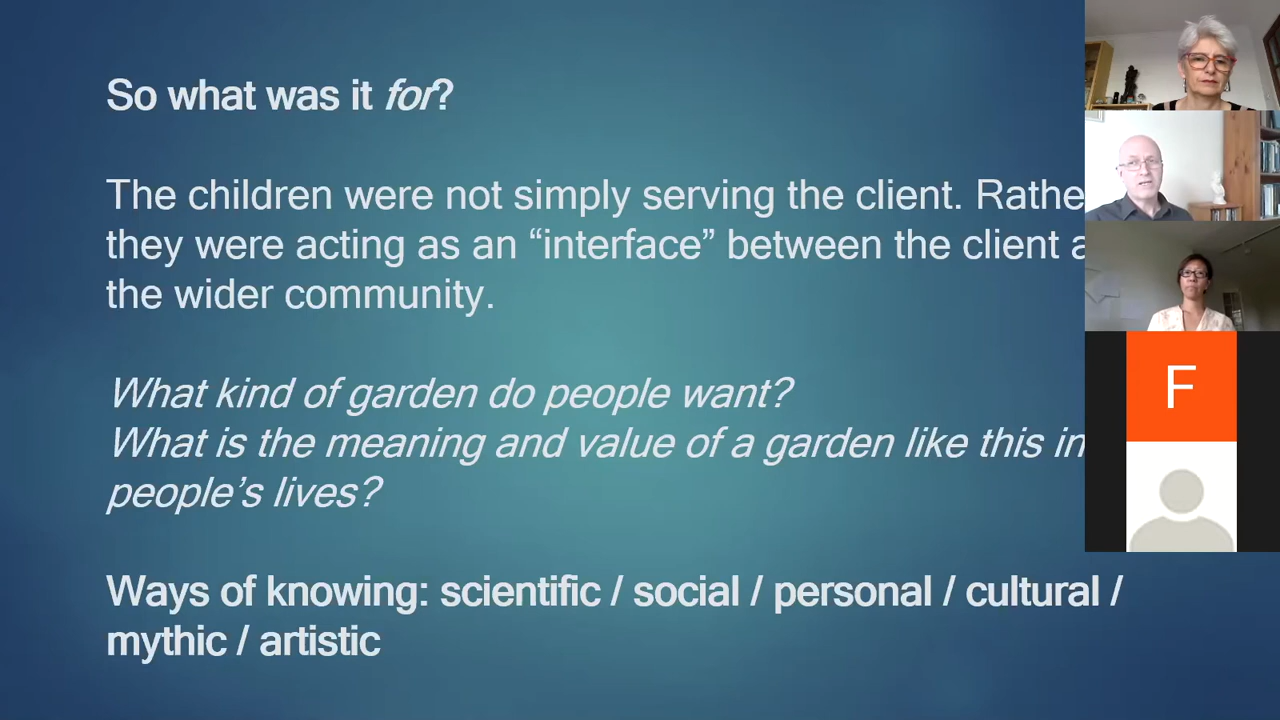 So what was it for?
The children were not simply serving the client. Rathe
they were acting as an “interface” between the client a
the wider community.
What kind of garden do people want?
What is the meaning and value of a garden like this in
people’s lives?
Ways of knowing: scientific / social / personal / cultural /
mythic / artistic
F